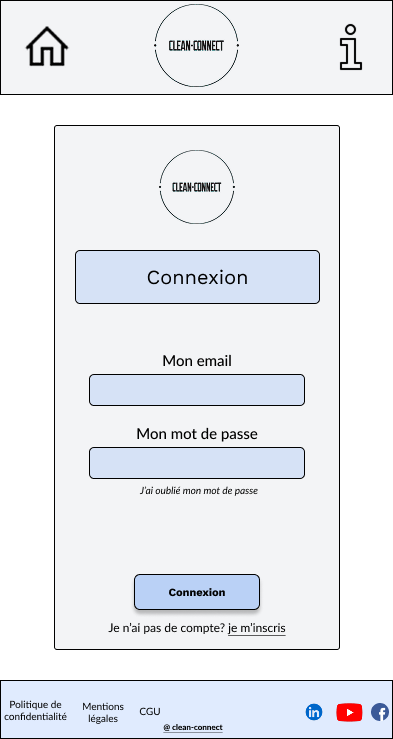 CLEAN-CONNECT
CLEAN-CONNECT
Connexion
Mon email
Mon mot de passe
J'ai oublié mon mot de passe
Connexion
Je n'ai pas de compte? je m'inscris
Politique de
confidentialité
Mentions
légales
CGU
@ clean-connect